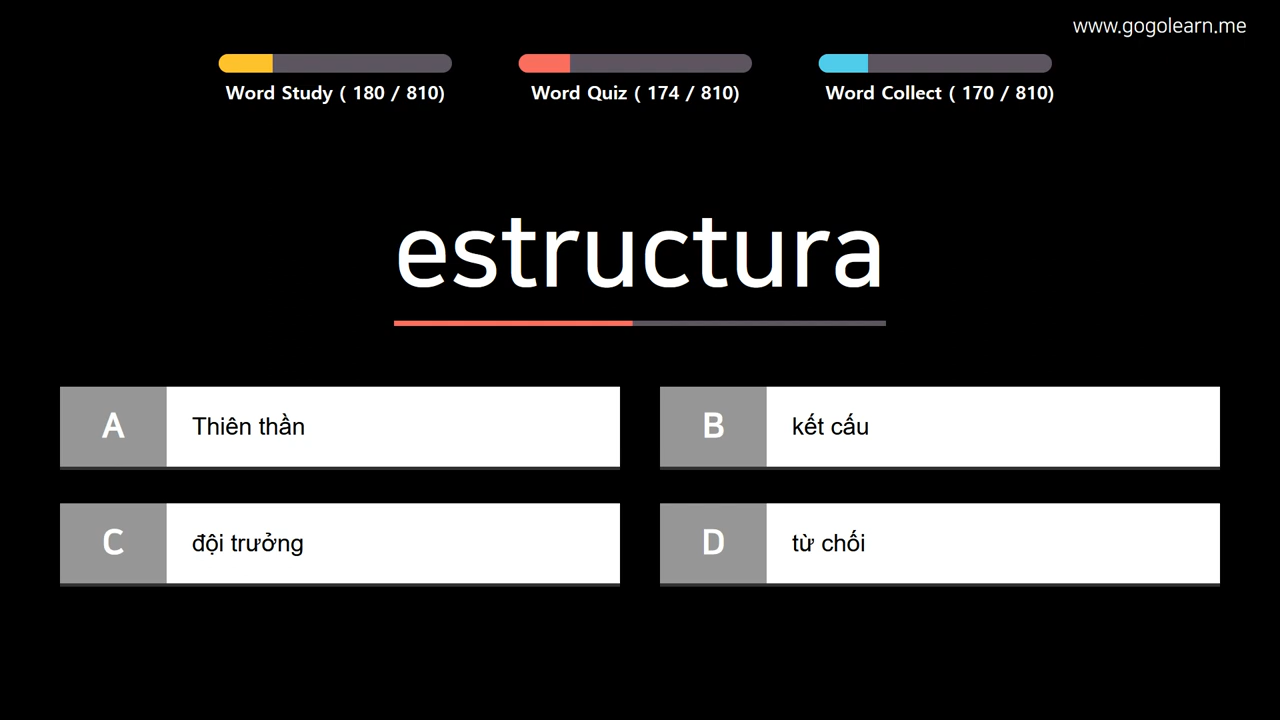 www.gogolearn.me
Word Study ( 180 / 810)
Word Quiz ( 174 / 810)
Word Collect ( 170 / 810)
estructura
A
Thiên thần
B
kết cấu
C
đội trưởng
D
từ chối